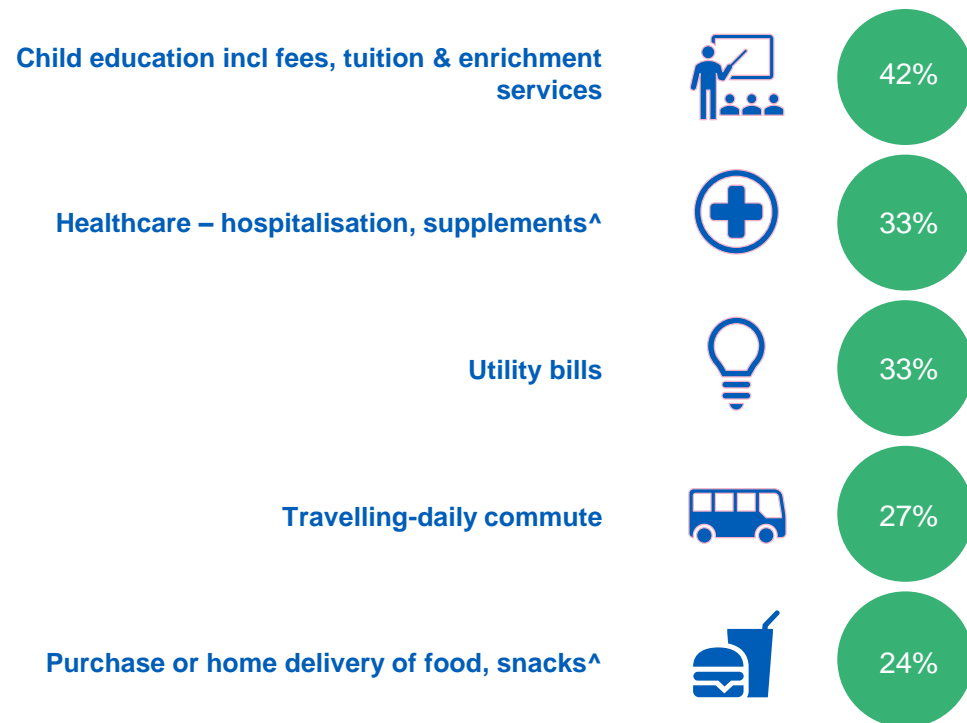 Child education incl fees, tuition & enrichment
services
42%
Healthcare – hospitalisation, supplements^
33%
Utility bills
33%
Travelling-daily commute
27%
Purchase or home delivery of food, snacks^
24%